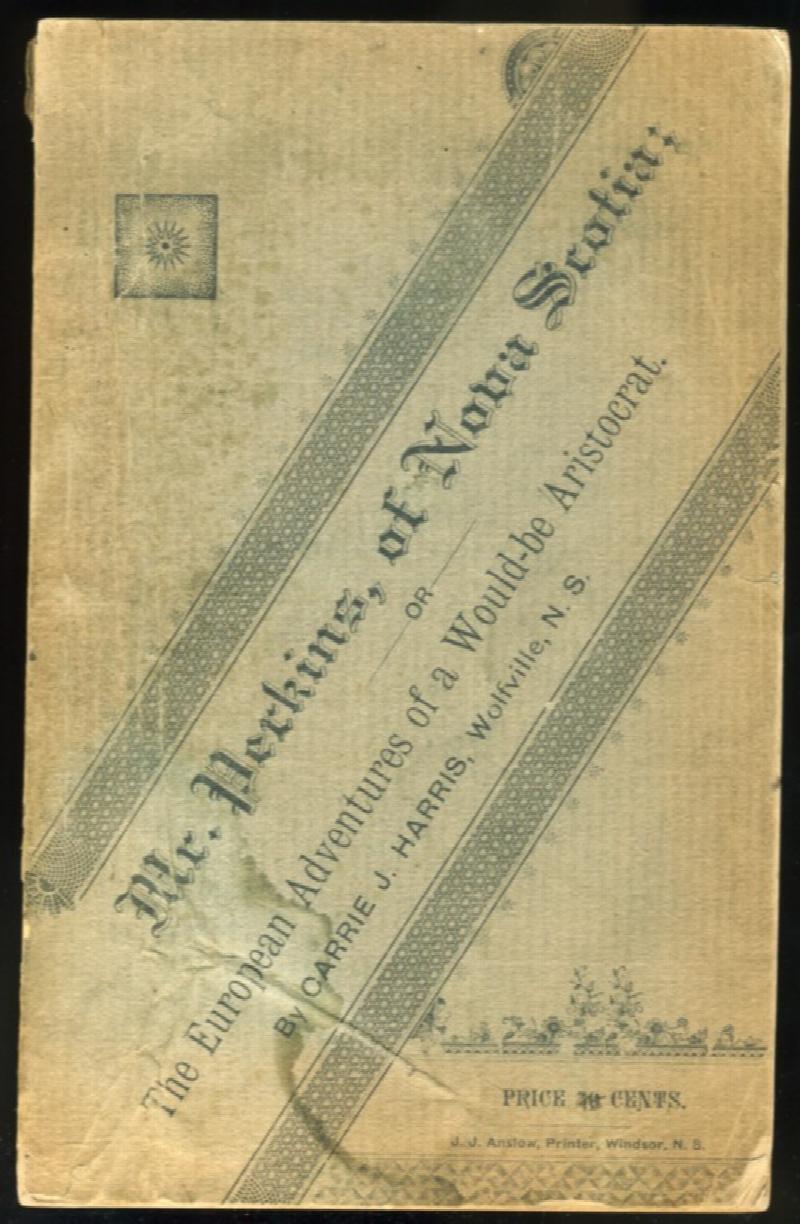 Mr. Perkins, of Nova Scotia;
OR
The European Adventures of a Would-be Aristocrat.
By CARRIE J. HARRIS, Wolfville, N. S.
PRICE CENTS.
J. J. Anslow, Printer, Windsor, N. S.